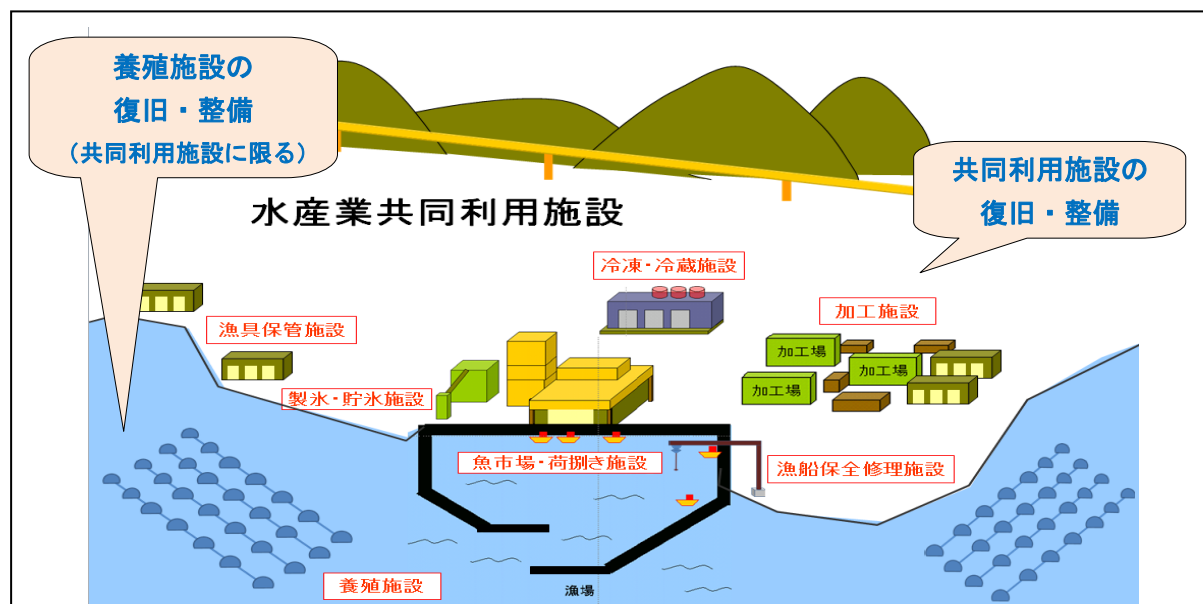 養殖施設の
復旧・整備
（共同利用施設に限る）
共同利用施設の
復旧・整備
水産業共同利用施設
冷凍・冷蔵施設
加工施設
漁具保管施設
加工場
加工場
加工場
製氷・貯氷施設
魚市場・荷捌き施設
漁船保全修理施設
養殖施設
漁場